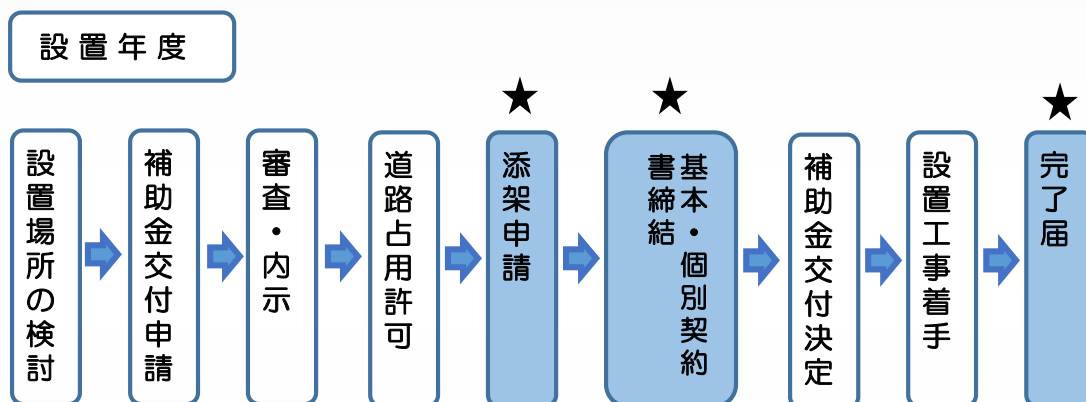 設置年度
★
★
★
設置場所の検討
補助金交付申請
審査・内示
道路占用許可
添架申請
基本・個別契約
書締結
補助金交付決定
設置工事着手
完了届